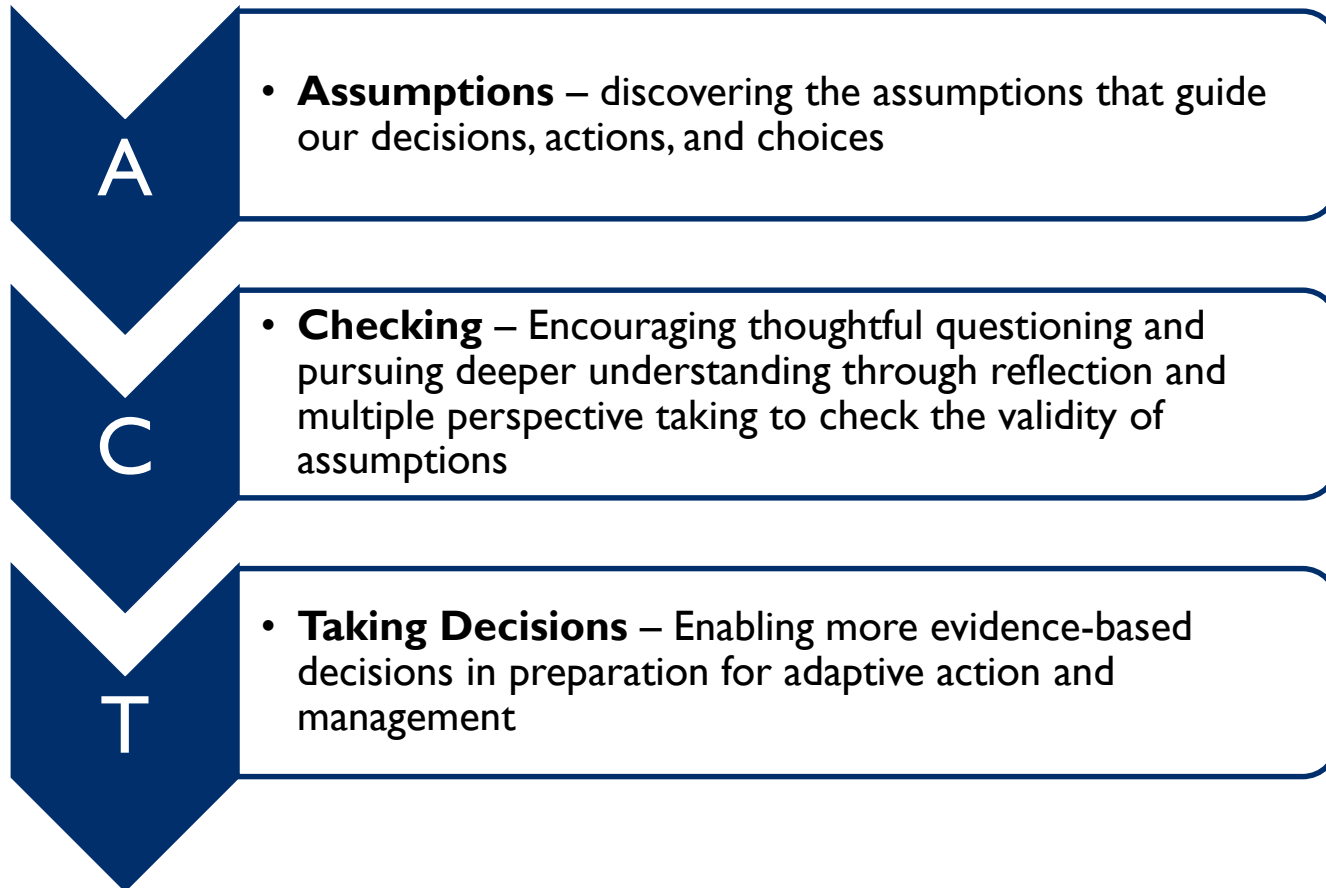 A
• Assumptions – discovering the assumptions that guide
our decisions, actions, and choices
C
• Checking – Encouraging thoughtful questioning and
pursuing deeper understanding through reflection and
multiple perspective taking to check the validity of
assumptions
T
• Taking Decisions – Enabling more evidence-based
decisions in preparation for adaptive action and
management